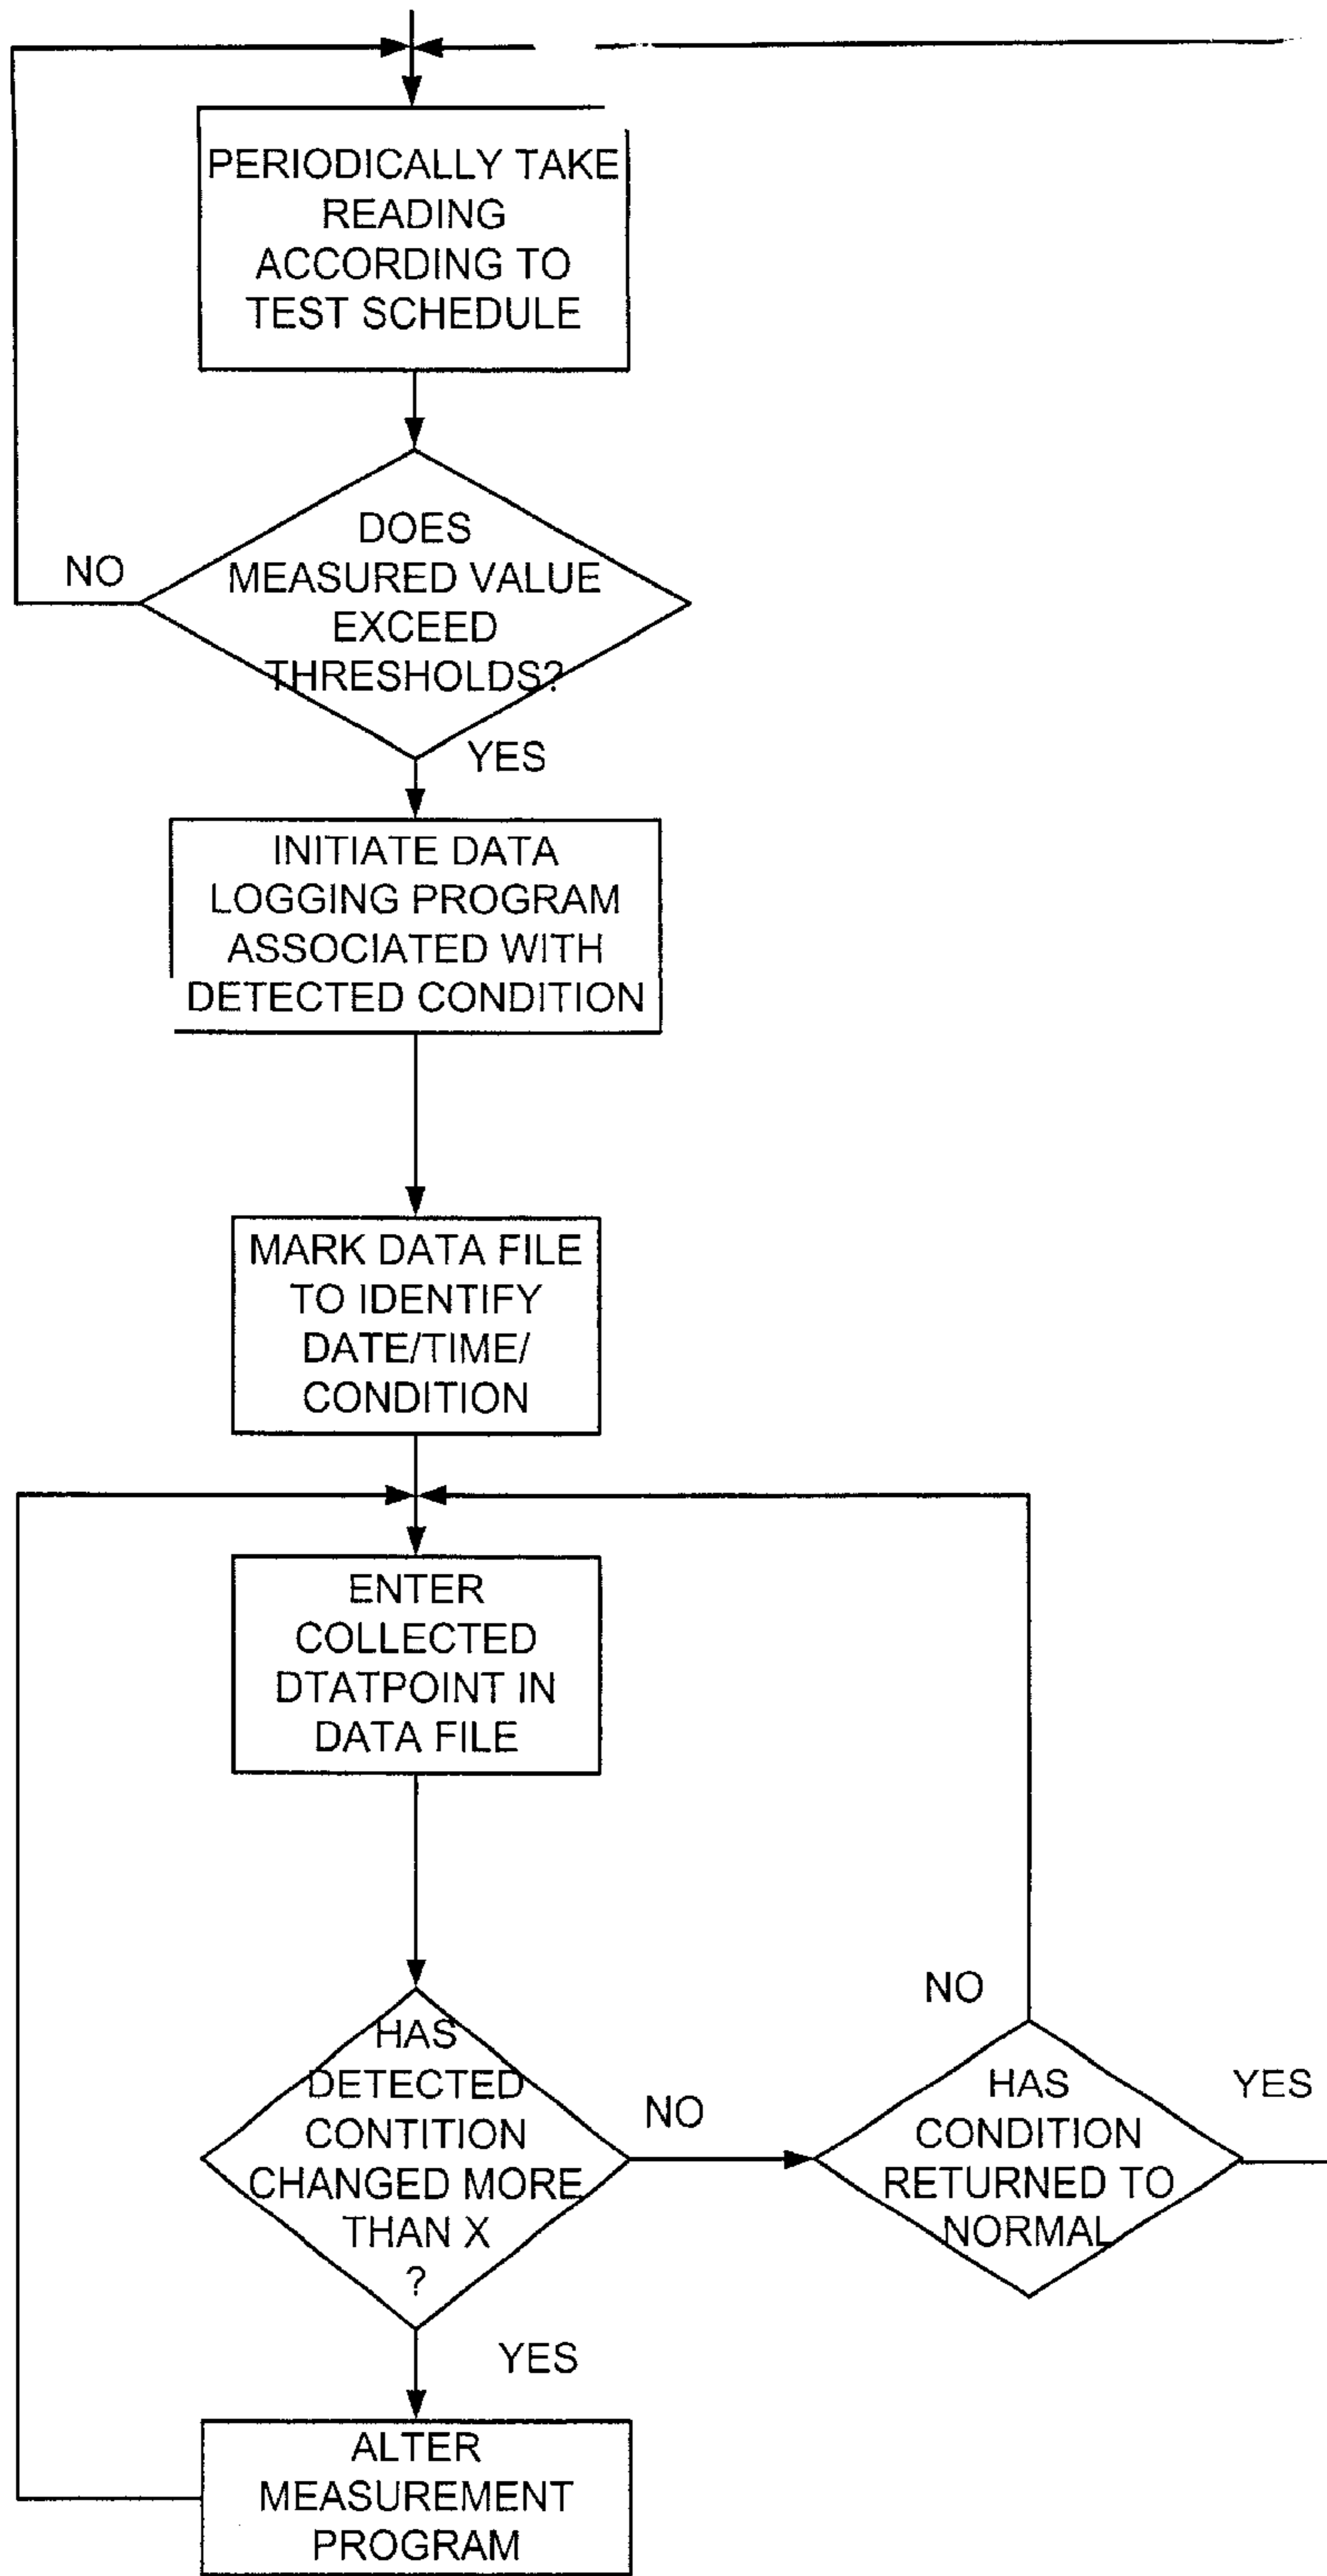 PERIODICALLY TAKE
READING
ACCORDING TO
TEST SCHEDULE
DOES
MEASURED VALUE
EXCEED
THRESHOLDS?
NO
YES
INITIATE DATA
LOGGING PROGRAM
ASSOCIATED WITH
DETECTED CONDITION
MARK DATA FILE
TO IDENTIFY
DATE/TIME/
CONDITION
ENTER
COLLECTED
DTATPOINT IN
DATA FILE
HAS
DETECTED
CONTITION
CHANGED MORE
THAN X
?
NO
NO
HAS
CONDITION
RETURNED TO
NORMAL
YES
YES
ALTER
MEASUREMENT
PROGRAM